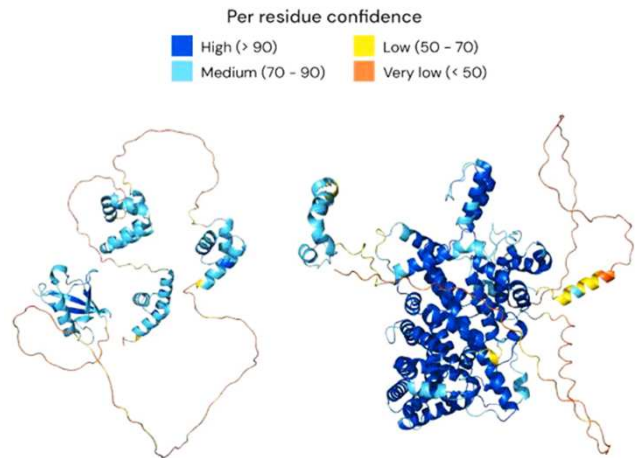 Per residue confidence
High (> 90)
Low (50 - 70)
Medium (70 - 90)
Very low (< 50)